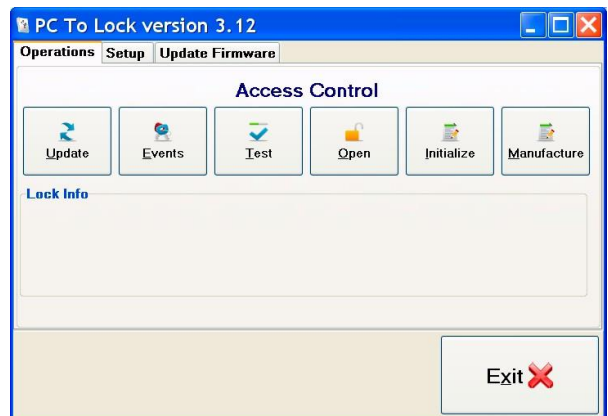 PC To Lock version 3.12
Operations Setup Update Firmware
Access Control
Update Events Test Open Initialize Manufacture
Lock Info
Exit